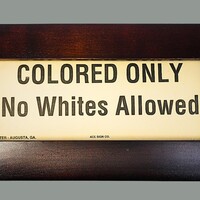 COLORED ONLY
No Whites Allowed
AUGUSTA, GA.